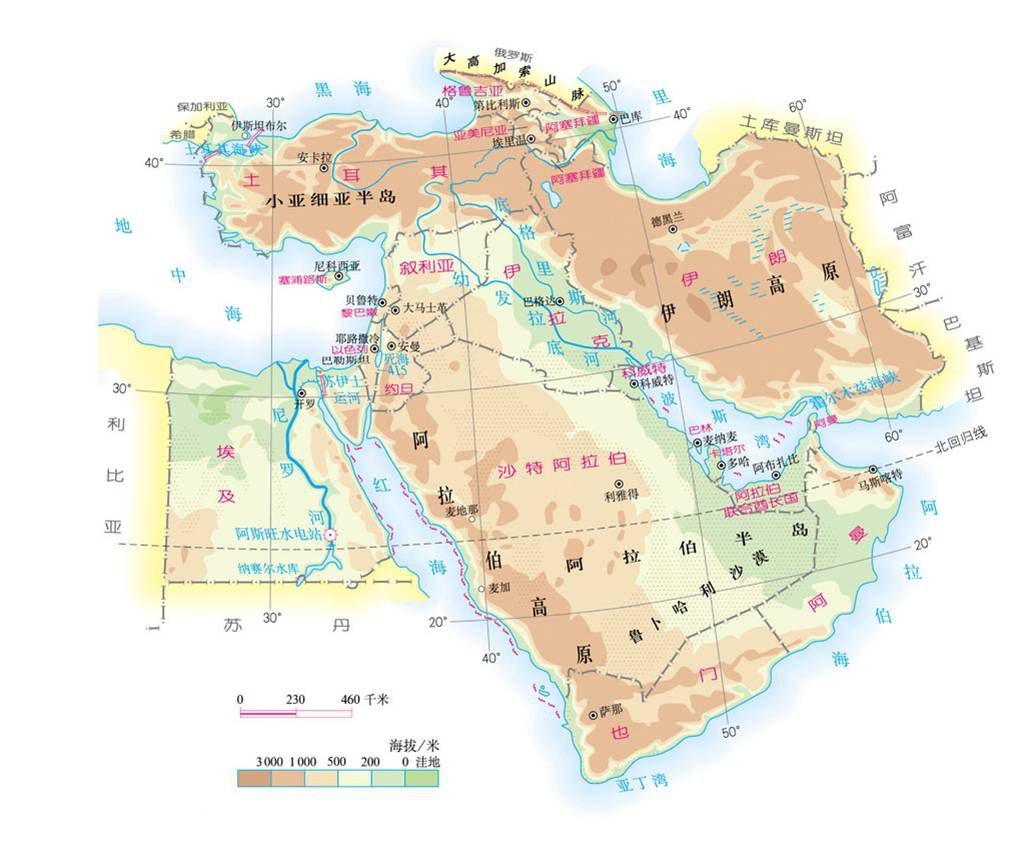 俄罗斯
大高加索山脉
黑海
里海
格鲁吉亚
第比利斯
50°
40°
40°
60°
30°
保加利亚
希腊
伊斯坦布尔
土耳其海峡
40°
亚美尼亚
埃里温
阿塞拜疆
巴库
阿塞拜疆
土库曼斯坦
安卡拉
土耳其
小亚细亚半岛
底格里斯河
德黑兰
阿富汗
地中海
尼科西亚
塞浦路斯
叙利亚
幼发拉底河
伊拉克
巴格达
伊朗
伊朗高原
贝鲁特
黎巴嫩
大马士革
耶路撒冷
以色列
巴勒斯坦
安曼
死海
415
约旦
30°
巴基斯坦
30°
苏伊士
运河
开罗
尼罗河
科威特
科威特
波斯湾
霍尔木兹海峡
阿曼
60°
北回归线
利比亚
埃及
阿拉伯高原
沙特阿拉伯
利雅得
巴林
麦纳麦
卡塔尔
多哈
阿布扎比
阿拉伯
联合酋长国
马斯喀特
红海
麦地那
阿斯旺水电站
纳赛尔水库
阿拉伯半岛
阿曼
20°
阿拉伯海
麦加
鲁卜哈利沙漠
苏丹
30°
20°
40°
也门
萨那
50°
亚丁湾
0 230 460 千米
海拔/米
3000 1000 500 200 0 洼地